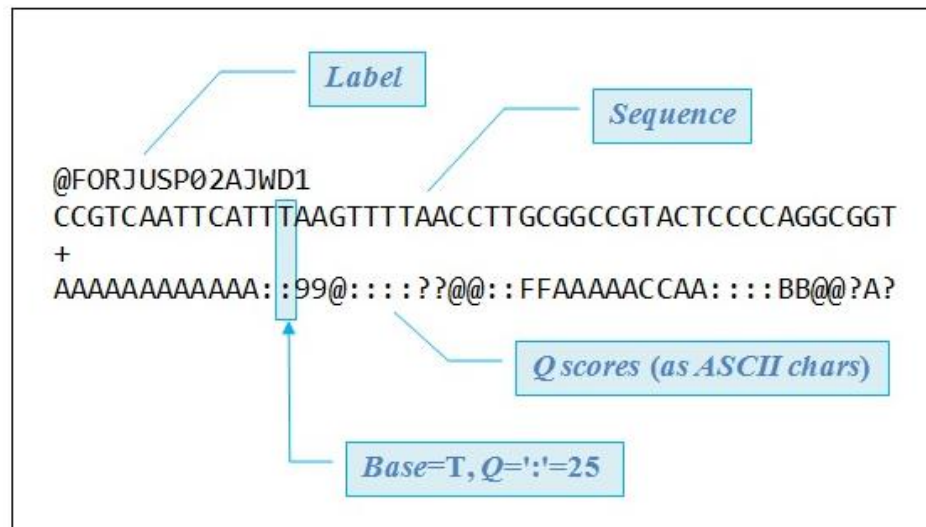 Label
Sequence
@FORJUSP02AJWD1
CCGTCAATTCATTTAAGTTTTAACCTTGCGGCCGTACTCCCCAGGCGGT
+
AAAAAAAAAAAA::99@::::??@@::FFAAAAACCAA::::BB@@?A?
Q scores (as ASCII chars)
Base=T, Q=':'=25